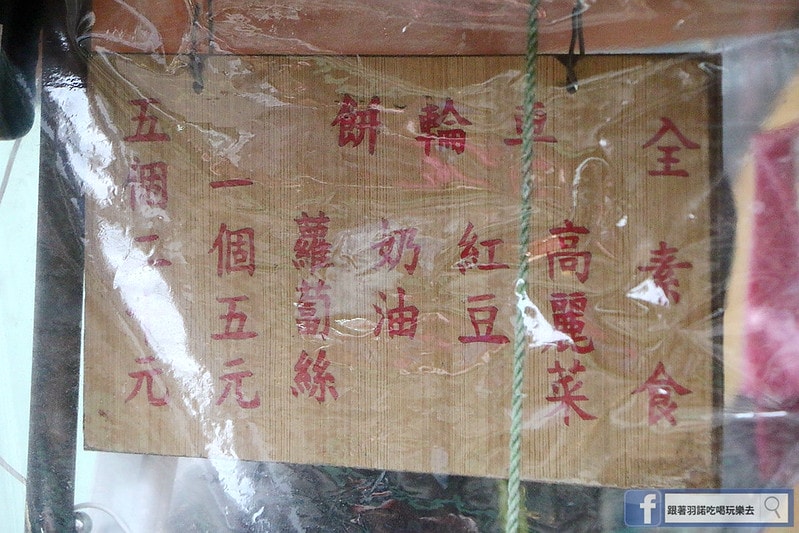 全素食
車輪餅
高麗菜
紅豆
奶油
蘿蔔絲
一個五元
五個二十元
跟著羽諾吃喝玩樂去